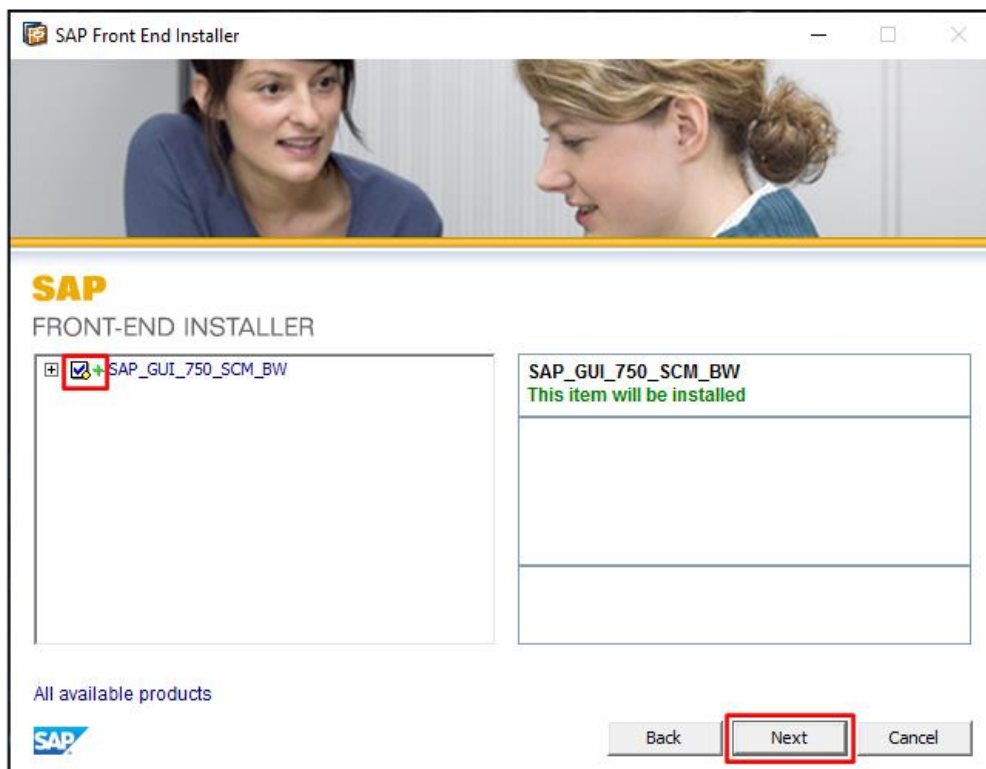 SAP Front End Installer
SAP
FRONT-END INSTALLER
SAP_GUI_750_SCM_BW
SAP_GUI_750_SCM_BW
This item will be installed
All available products
SAP
Back
Next
Cancel